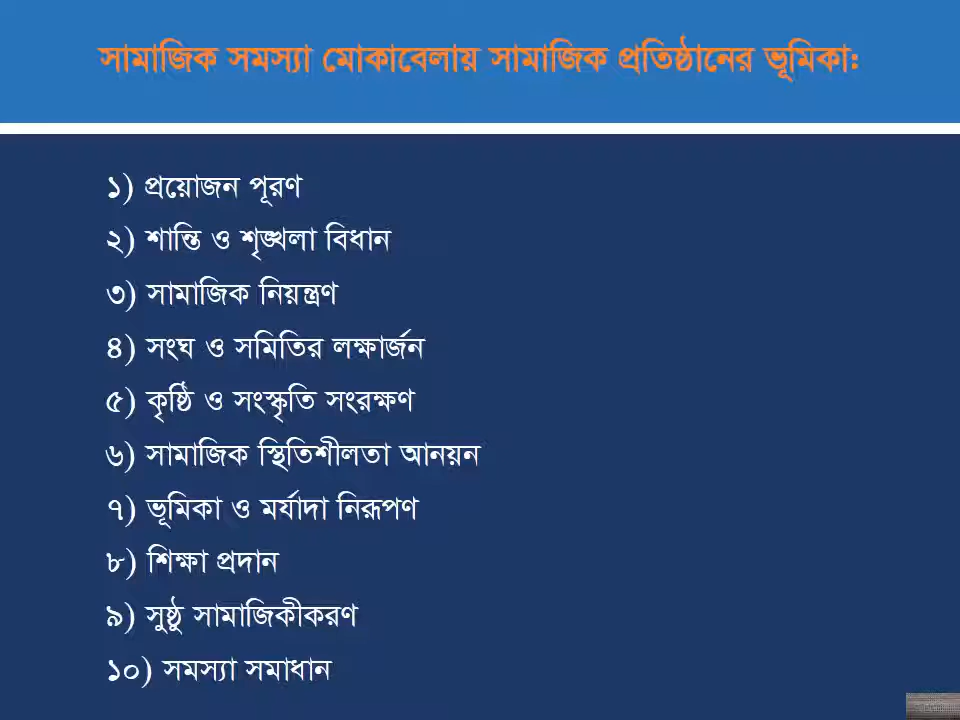 সামাজিক সমস্যা মোকাবেলায় সামাজিক প্রতিষ্ঠানের ভূমিকা:
১) প্রয়োজন পূরণ
২) শান্তি ও শৃঙ্খলা বিধান
৩) সামাজিক নিয়ন্ত্রণ
৪) সংঘ ও সমিতির লক্ষার্জন
৫) কৃষ্ঠি ও সংস্কৃতি সংরক্ষণ
৬) সামাজিক স্থিতিশীলতা আনয়ন
৭) ভূমিকা ও মর্যাদা নিরূপণ
৮) শিক্ষা প্রদান
৯) সুষ্ঠু সামাজিকীকরণ
১০) সমস্যা সমাধান